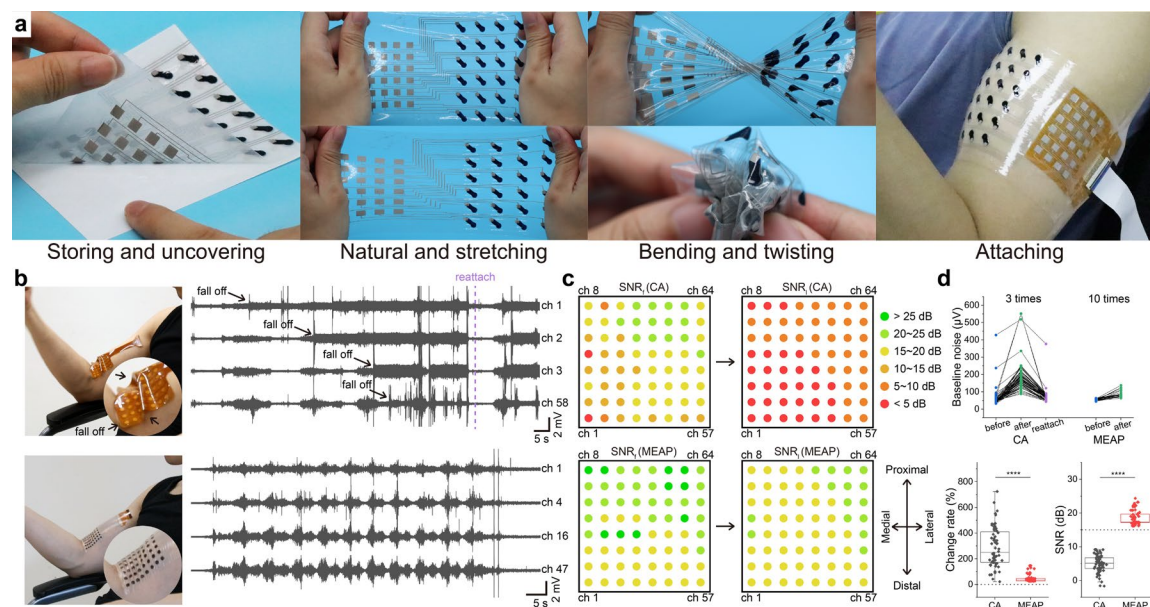 a
Storing and uncovering
Natural and stretching
Bending and twisting
Attaching
b
reattach
fall off
ch 1
fall off
ch 2
fall off
ch 3
fall off
ch 58
fall off
5 s
2 mV
ch 1
ch 4
ch 16
ch 47
5 s
2 mV
c
ch 8 SNRt (CA) ch 64
ch 1 ch 57
SNRt (CA) ch 64
ch 1 ch 57
> 25 dB
20~25 dB
15~20 dB
10~15 dB
5~10 dB
< 5 dB
ch 8 SNRt (MEAP) ch 64
ch 1 ch 57
ch 8 SNRt (MEAP) ch 64
ch 1 ch 57
Proximal
Medial
Lateral
Distal
d
3 times 10 times
Baseline noise (µV)
600
500
400
300
200
100
0
before after reattach before after
CA MEAP
Change rate (%)
800
600
400
200
0
****
CA MEAP
SNR (dB)
30
20
10
0
****
CA MEAP